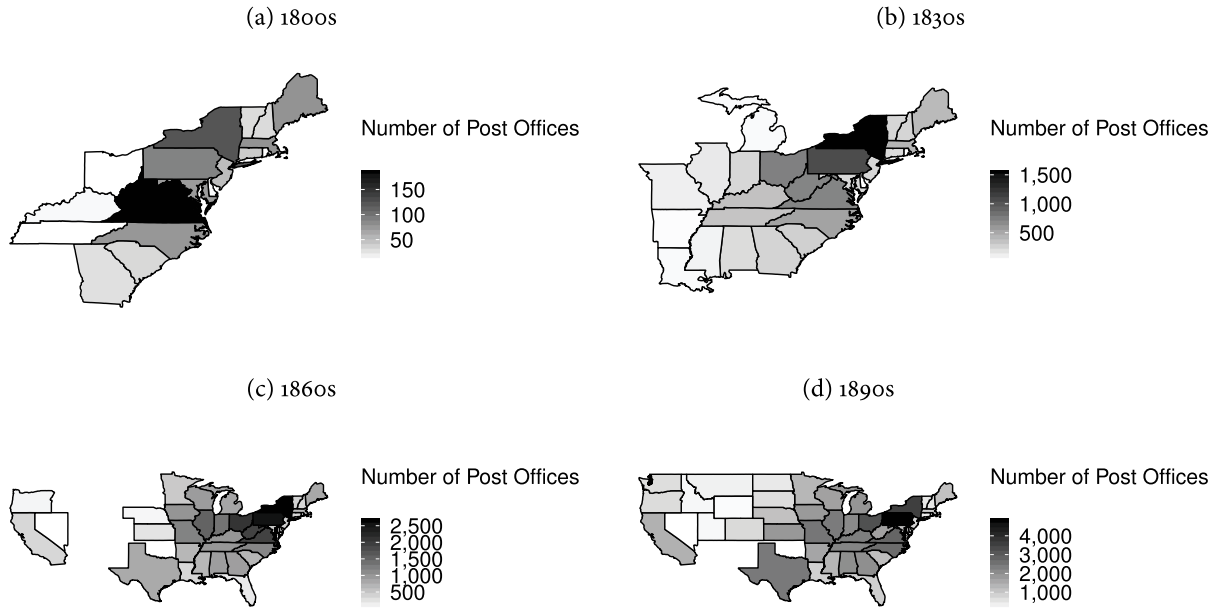 (a) 1800s
Number of Post Offices
150
100
50
(b) 1830s
Number of Post Offices
1,500
1,000
500
(c) 1860s
Number of Post Offices
2,500
2,000
1,500
1,000
500
(d) 1890s
Number of Post Offices
4,000
3,000
2,000
1,000